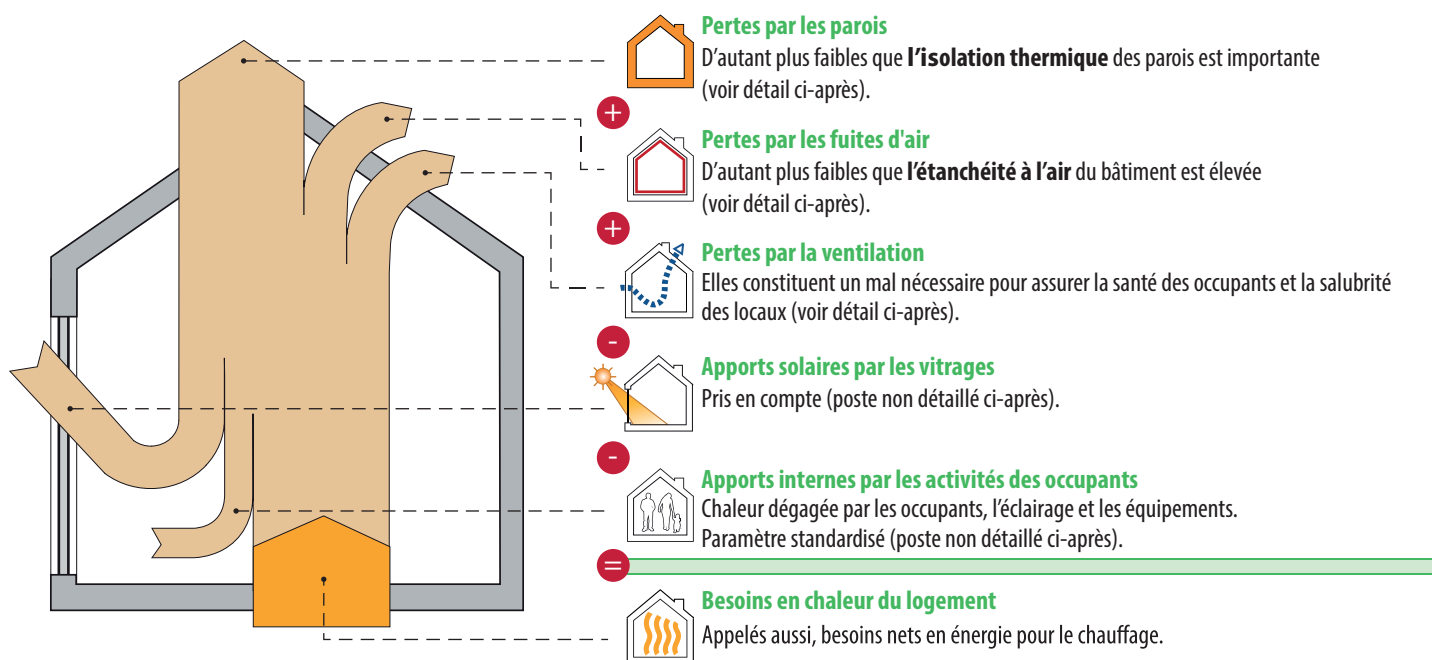 Pertes par les parois
D'autant plus faibles que l'isolation thermique des parois est importante
(voir détail ci-après).
+
Pertes par les fuites d'air
D'autant plus faibles que l'étanchéité à l'air du bâtiment est élevée
(voir détail ci-après).
+
Pertes par la ventilation
Elles constituent un mal nécessaire pour assurer la santé des occupants et la salubrité
des locaux (voir détail ci-après).
-
Apports solaires par les vitrages
Pris en compte (poste non détaillé ci-après).
-
Apports internes par les activités des occupants
Chaleur dégagée par les occupants, l'éclairage et les équipements.
Paramètre standardisé (poste non détaillé ci-après).
=
Besoins en chaleur du logement
Appelés aussi, besoins nets en énergie pour le chauffage.